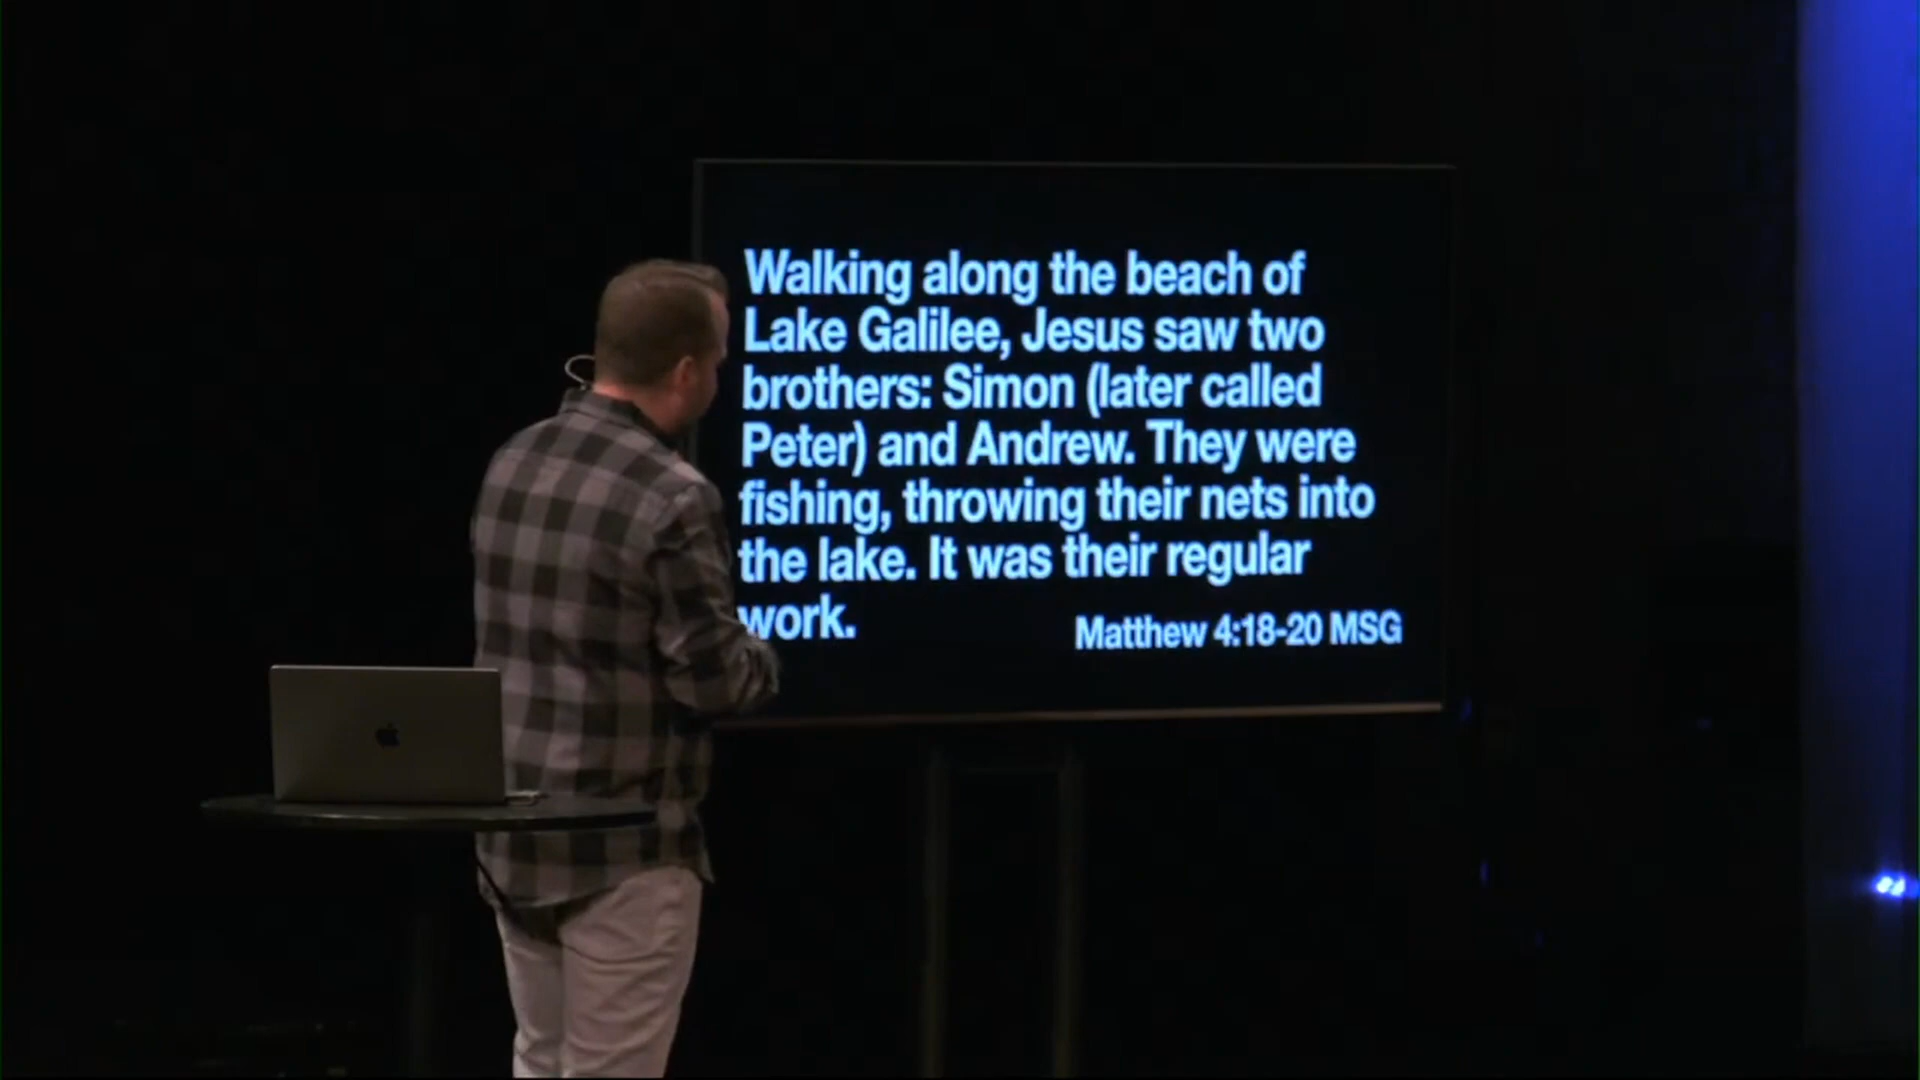 Walking along the beach of
Lake Galilee, Jesus saw two
brothers: Simon (later called
Peter) and Andrew. They were
fishing, throwing their nets into
the lake. It was their regular
work.
Matthew 4:18-20 MSG